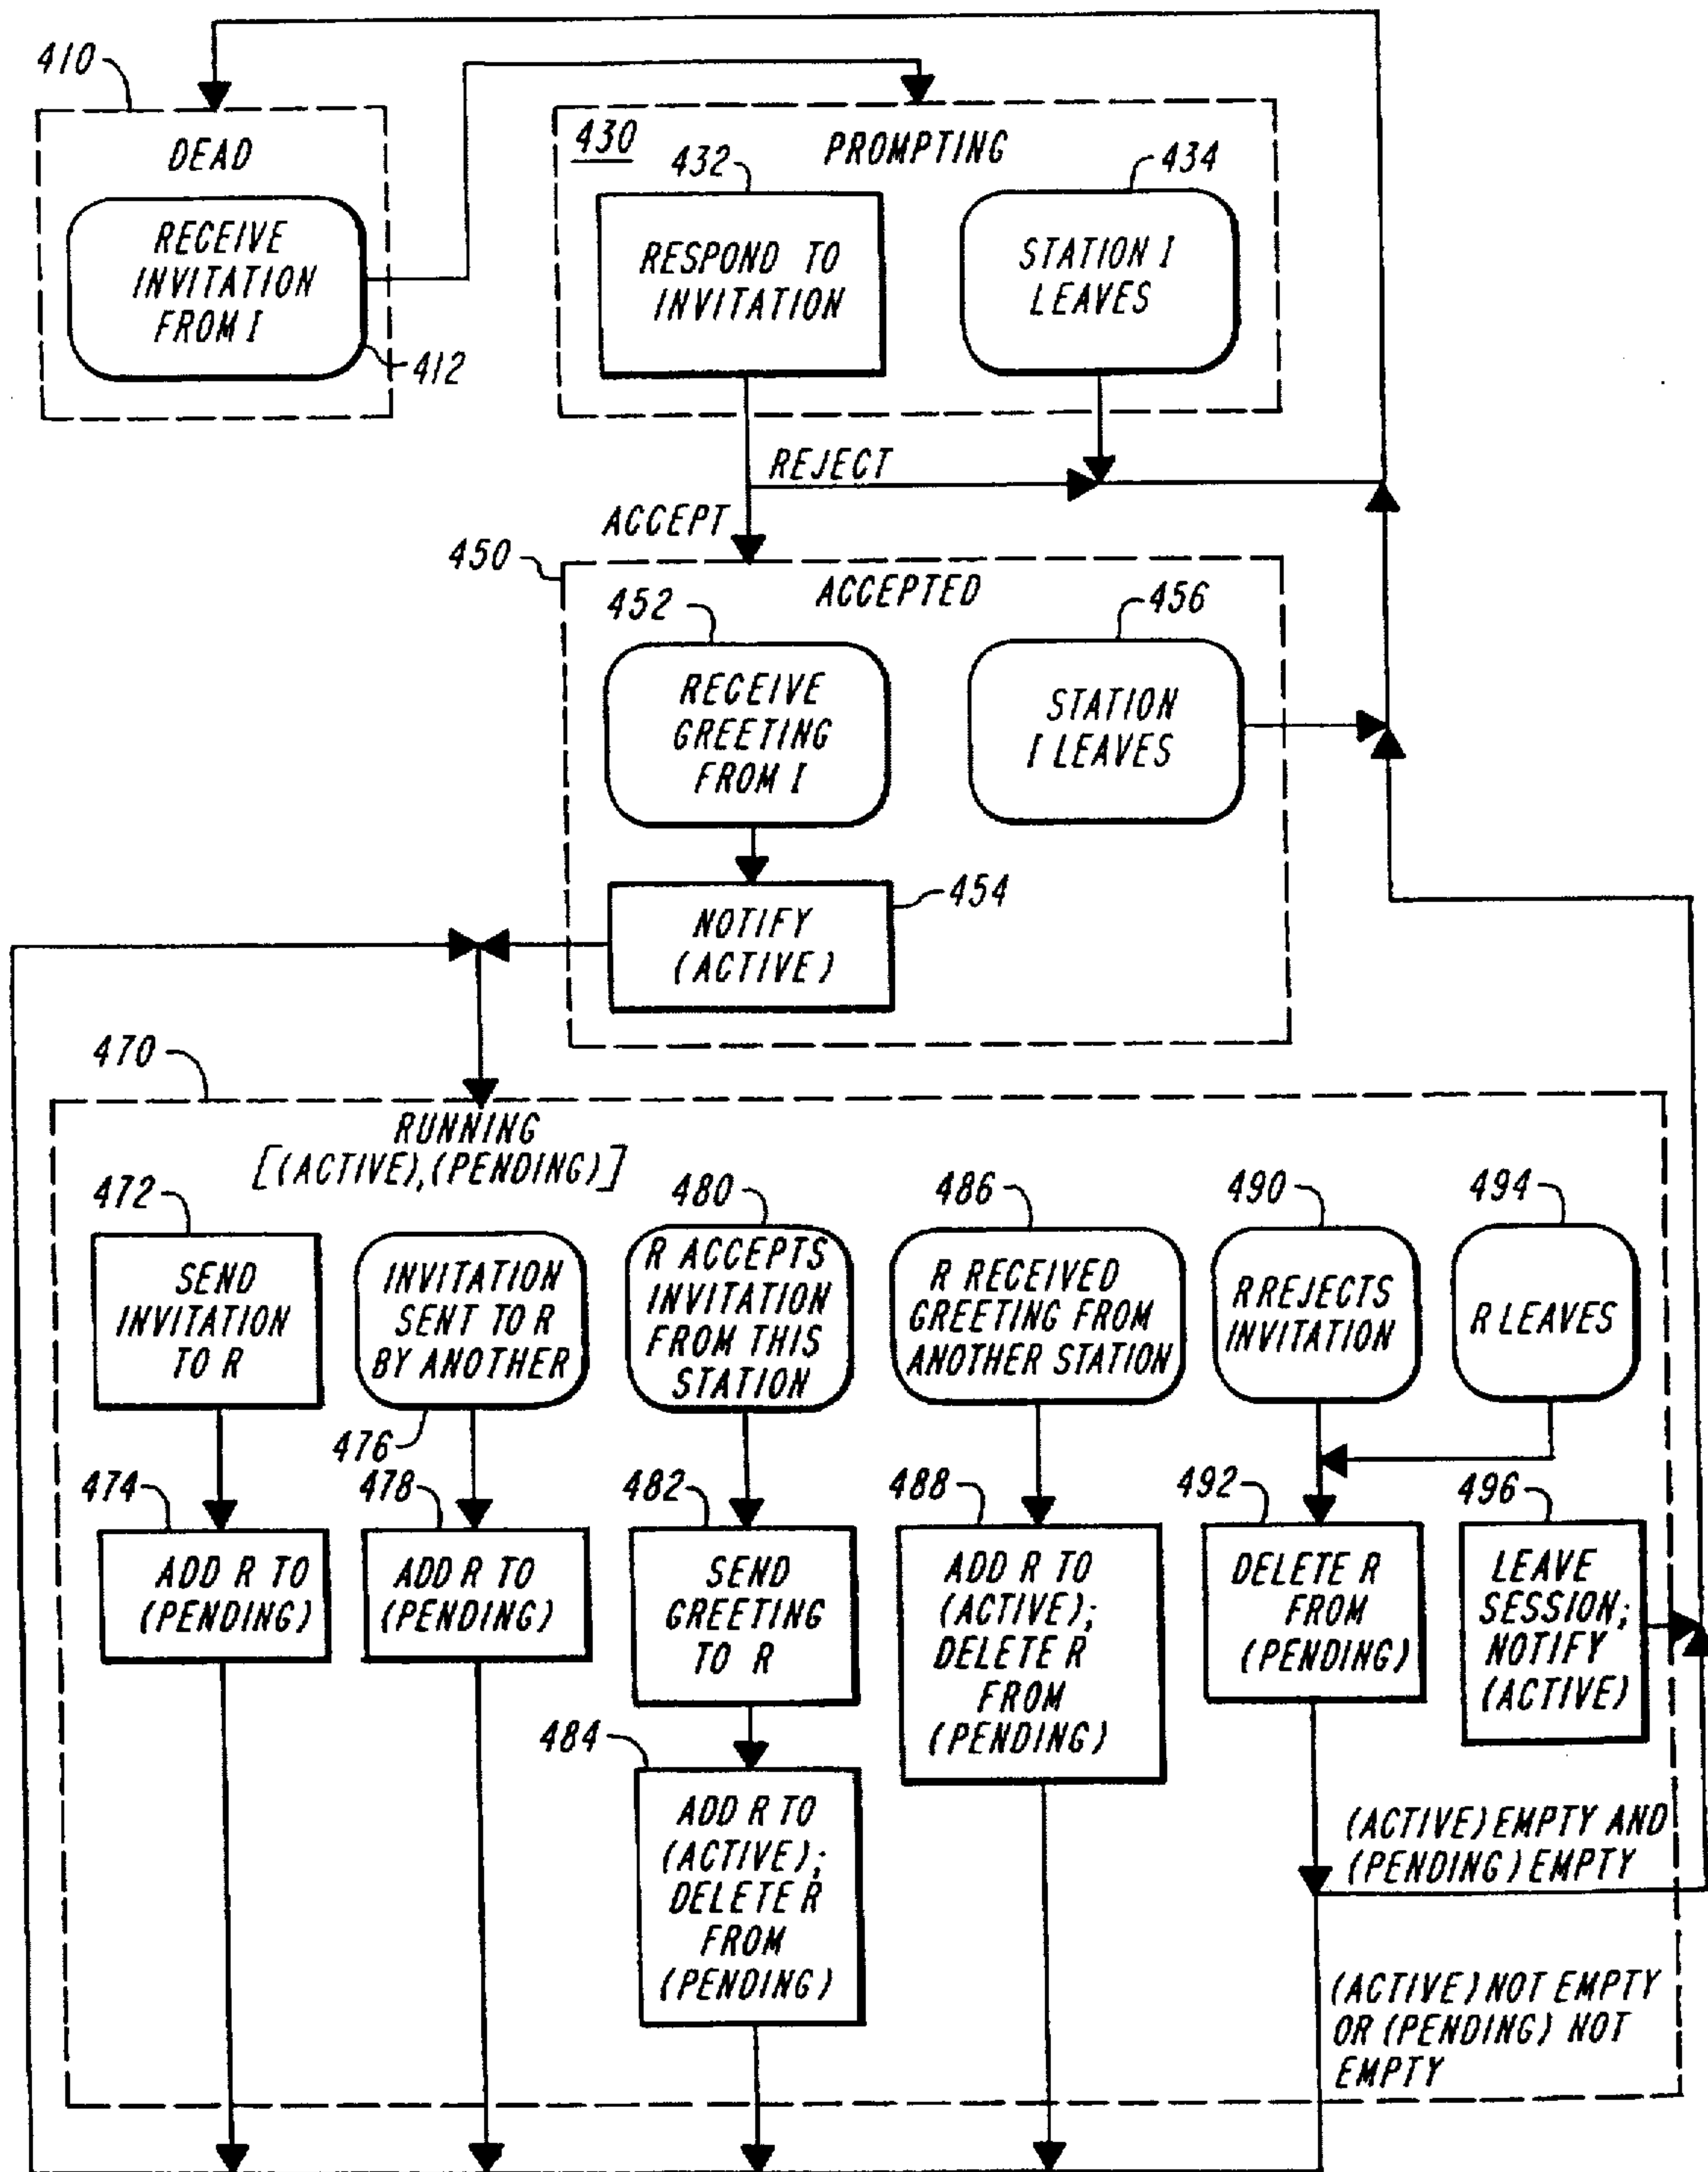 410
DEAD
RECEIVE
INVITATION
FROM I
412
430
PROMPTING
432
434
RESPOND TO
INVITATION
STATION I
LEAVES
REJECT
ACCEPT
450
ACCEPTED
452
456
RECEIVE
GREETING
FROM I
STATION
I LEAVES
454
NOTIFY
(ACTIVE)
470
RUNNING
[(ACTIVE),(PENDING)]
472
SEND
INVITATION
TO R
INVITATION
SENT TO R
BY ANOTHER
476
480
R ACCEPTS
INVITATION
FROM THIS
STATION
486
R RECEIVED
GREETING FROM
ANOTHER STATION
490
R REJECTS
INVITATION
494
R LEAVES
474
ADD R TO
(PENDING)
478
ADD R TO
(PENDING)
482
SEND
GREETING
TO R
488
ADD R TO
(ACTIVE);
DELETE R
FROM
(PENDING)
492
DELETE R
FROM
(PENDING)
496
LEAVE
SESSION;
NOTIFY
(ACTIVE)
484
ADD R TO
(ACTIVE);
DELETE R
FROM
(PENDING)
(ACTIVE) EMPTY AND
(PENDING) EMPTY
(ACTIVE) NOT EMPTY
OR (PENDING) NOT
EMPTY